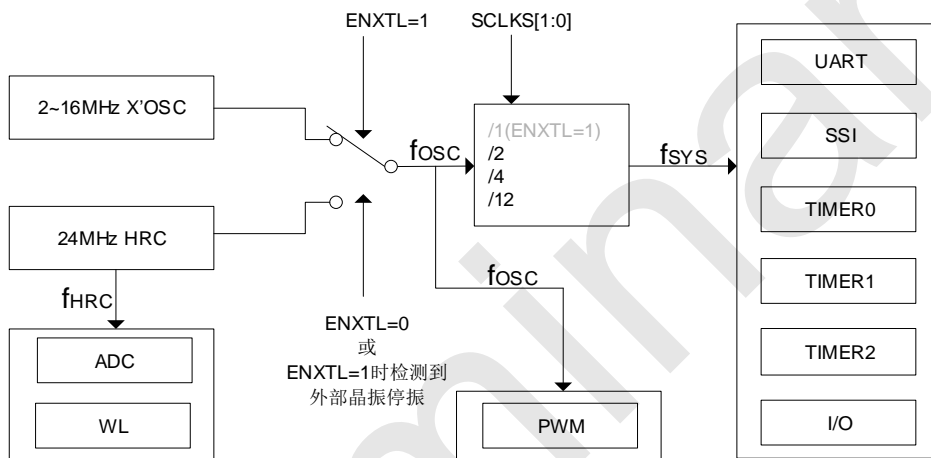 ENXTL=1
SCLKS[1:0]
2~16MHz X'OSC
24MHz HRC
fHRC
ADC
WL
ENXTL=0
或
ENXTL=1时检测到
外部晶振停振
fOSC
/1(ENXTL=1)
/2
/4
/12
fSYS
fOSC
PWM
UART
SSI
TIMER0
TIMER1
TIMER2
I/O